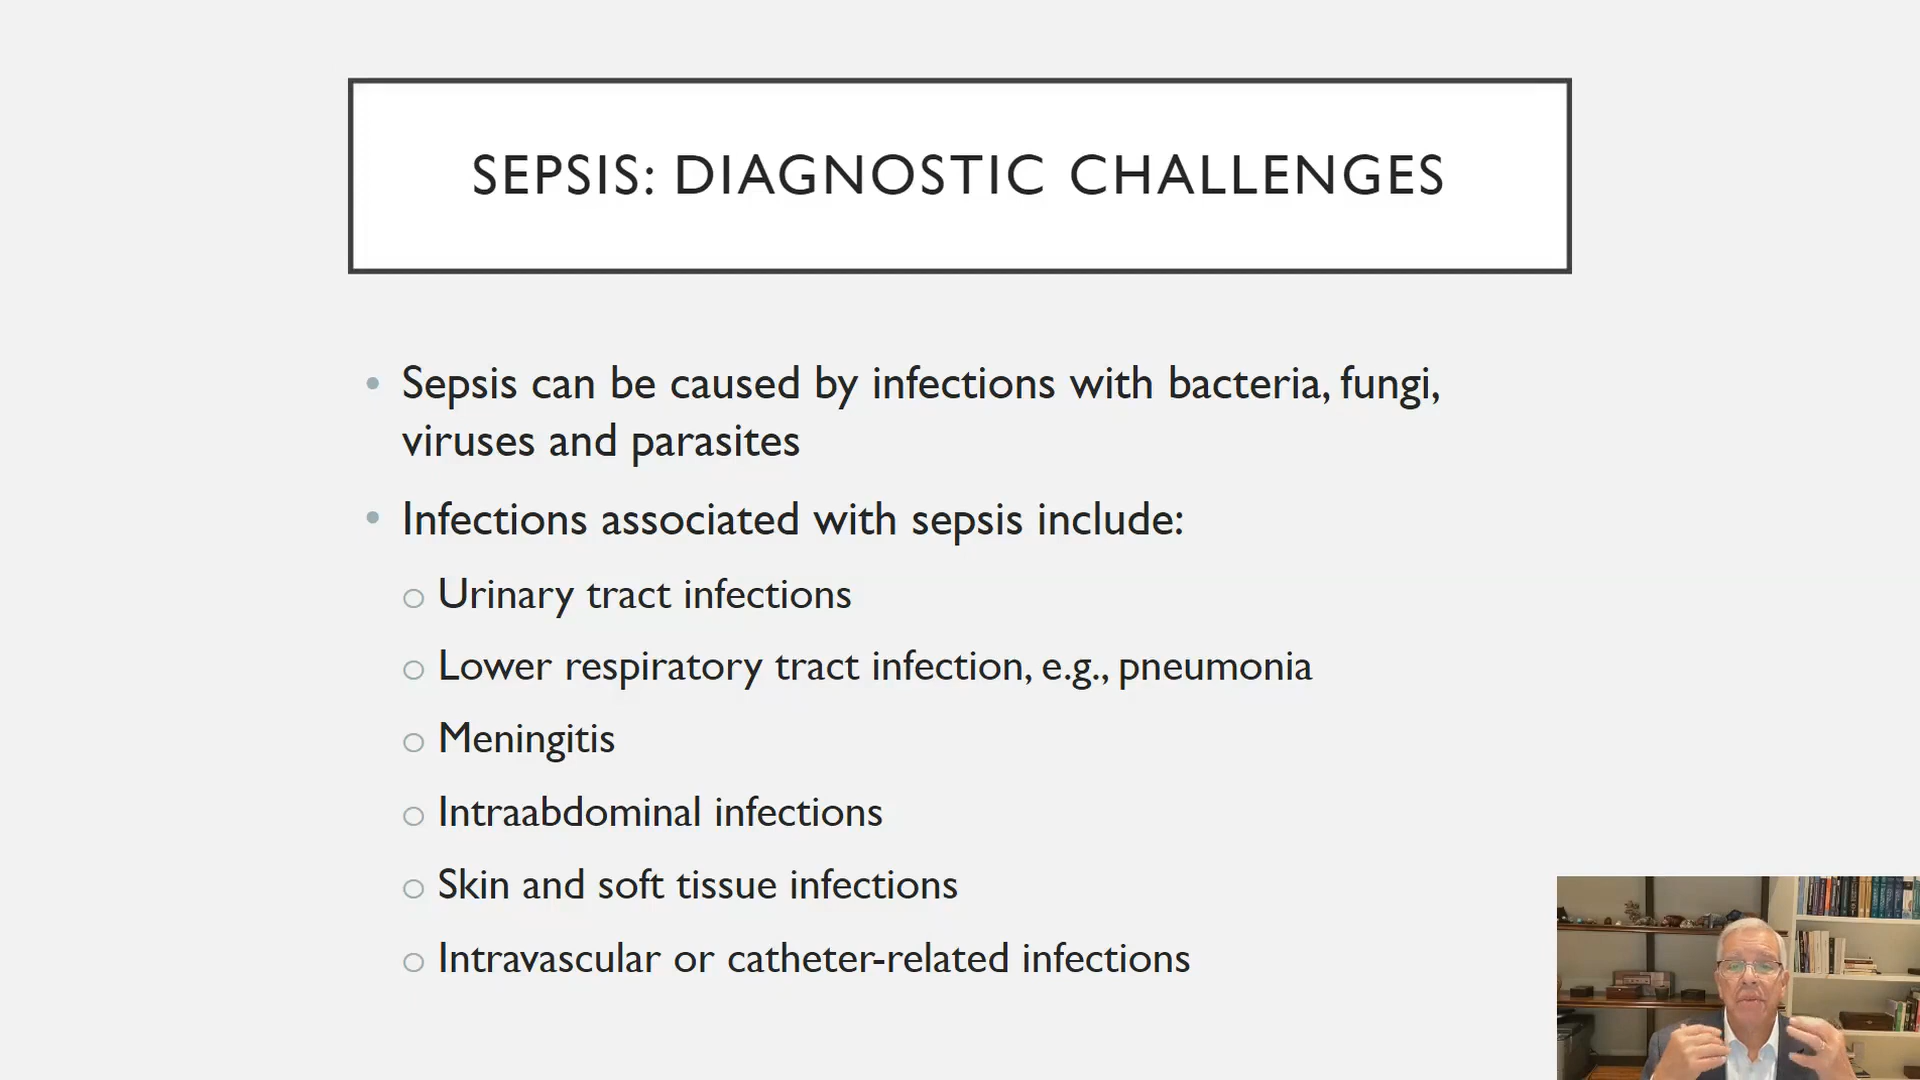 SEPSIS: DIAGNOSTIC CHALLENGES
• Sepsis can be caused by infections with bacteria, fungi,
viruses and parasites
• Infections associated with sepsis include:
o Urinary tract infections
o Lower respiratory tract infection, e.g., pneumonia
o Meningitis
o Intraabdominal infections
o Skin and soft tissue infections
o Intravascular or catheter-related infections